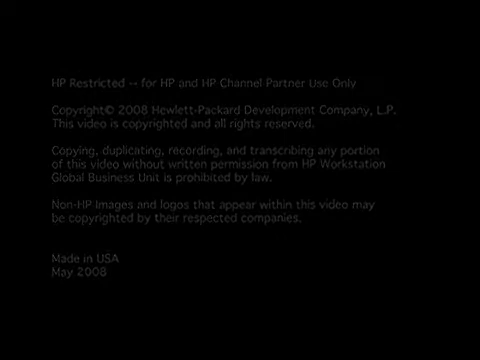 HP Restricted -- for HP and HP Channel Partner Use Only
Copyright© 2008 Hewlett-Packard Development Company, L.P.
This video is copyrighted and all rights reserved.
Copying, duplicating, recording, and transcribing any portion
of this video without written permission from HP Workstation
Global Business Unit is prohibited by law.
Non-HP Images and logos that appear within this video may
be copyrighted by their respected companies.
Made in USA
May 2008